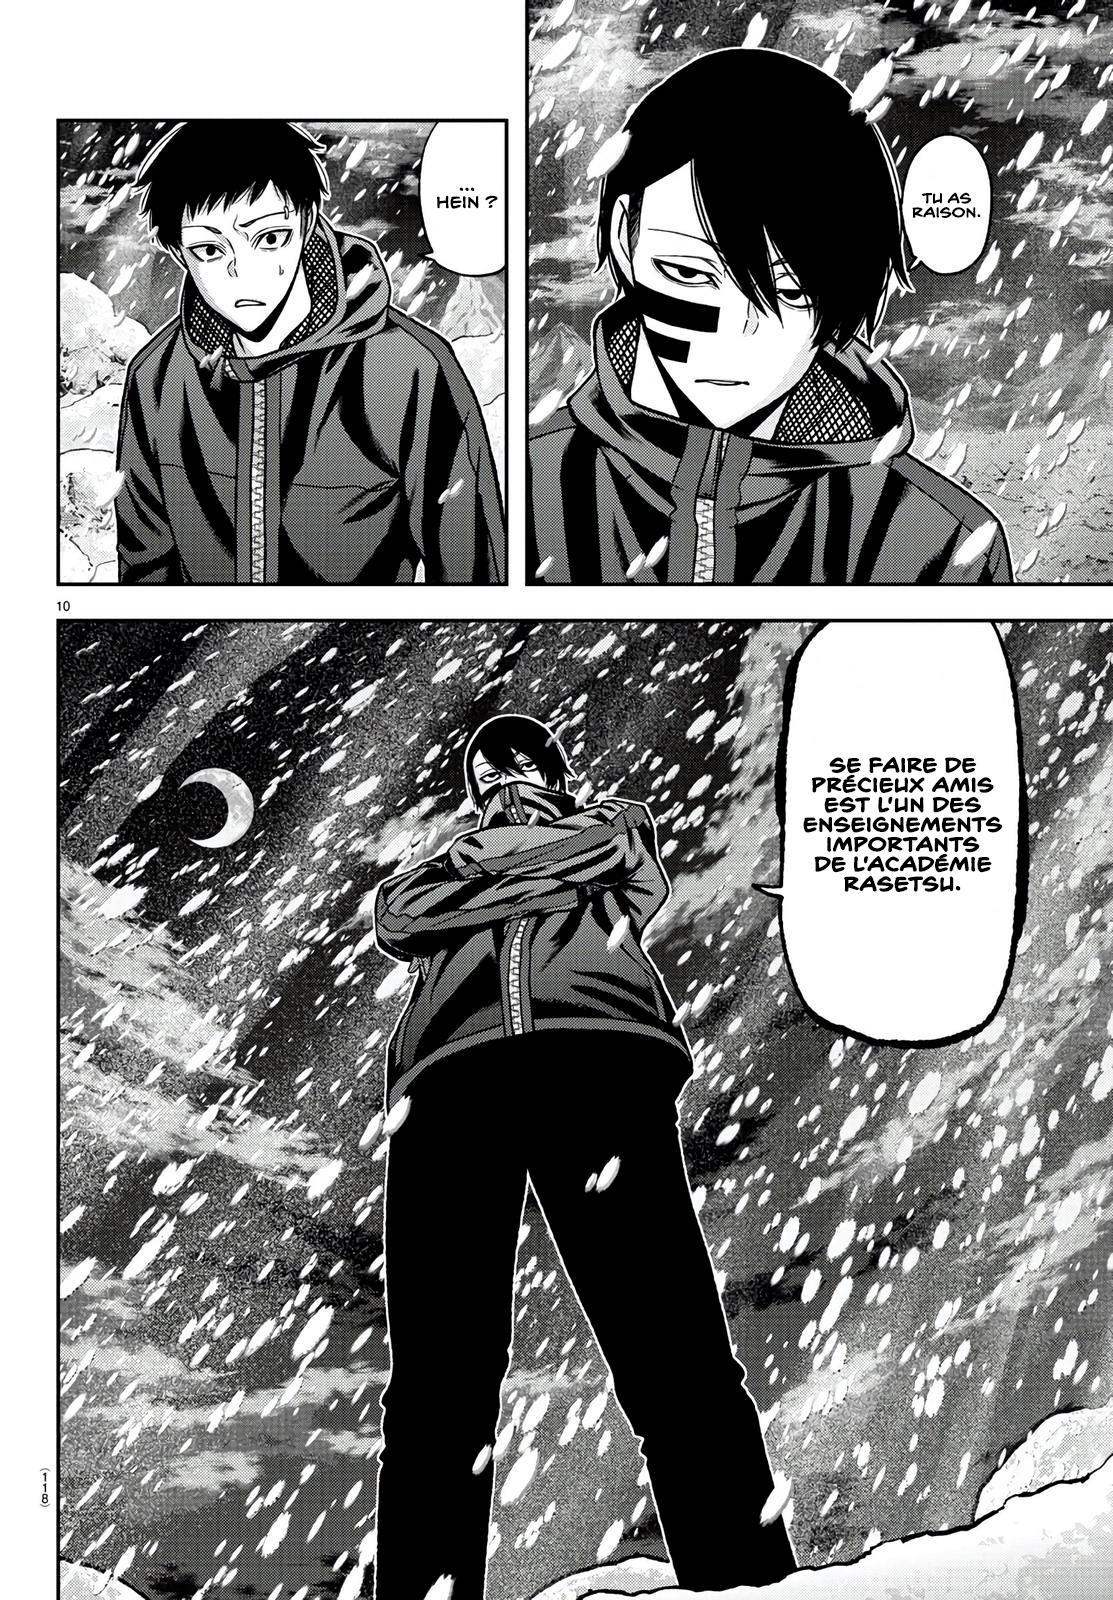 TU AS
RAISON.
...
HEIN ?
10
SE FAIRE DE
PRÉCIEUX AMIS
EST L'UN DES
ENSEIGNEMENTS
IMPORTANTS
DE L'ACADÉMIE
RASETSU.
(118)